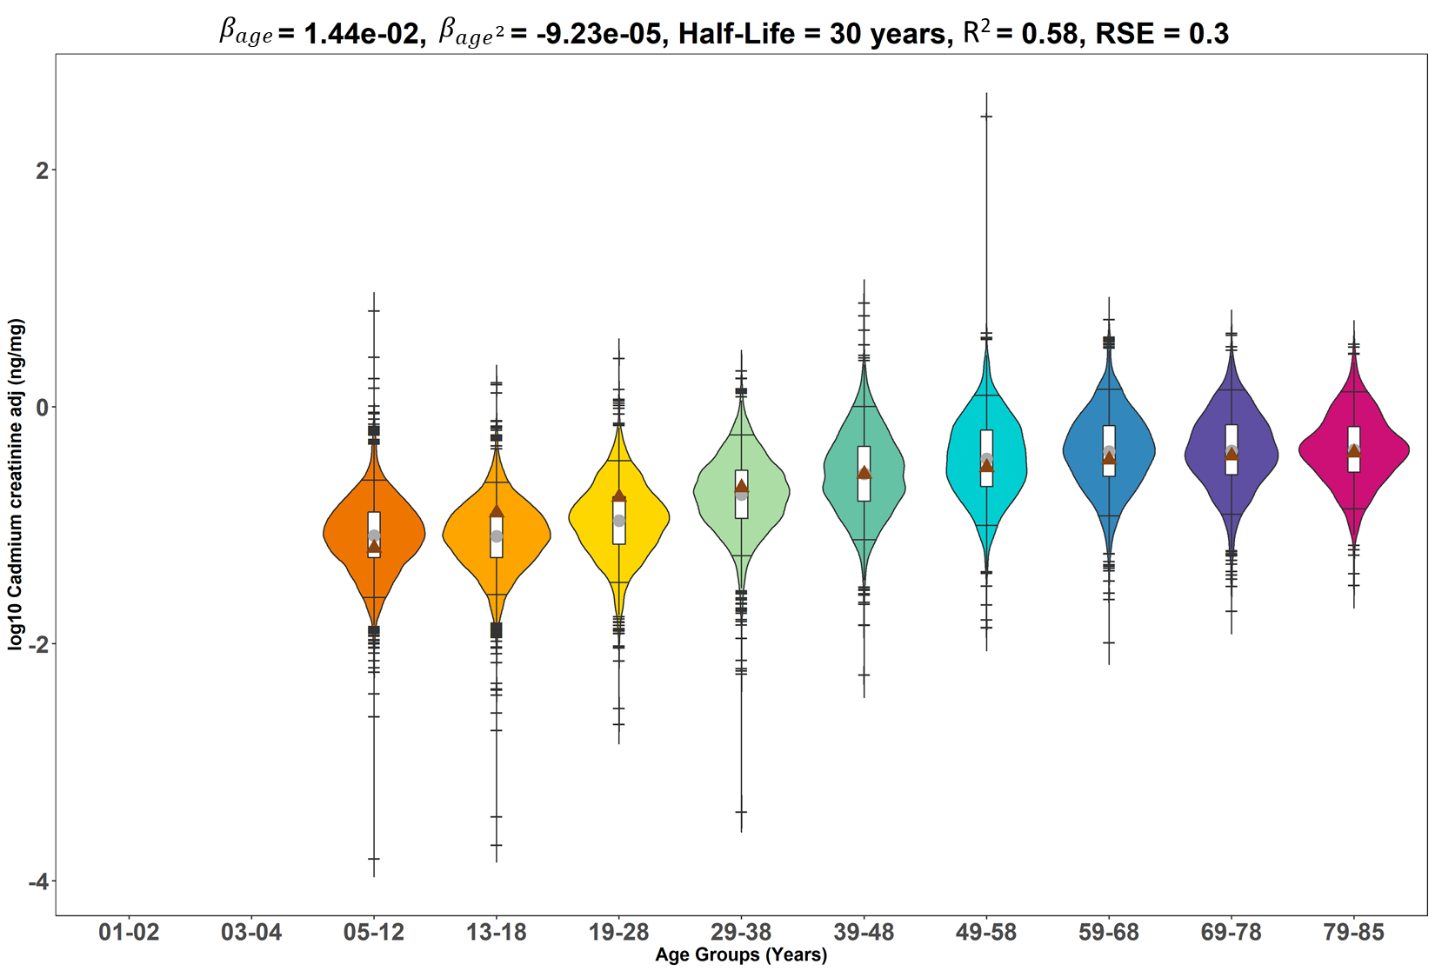 βage = 1.44e-02, βage² = -9.23e-05, Half-Life = 30 years, R² = 0.58, RSE = 0.3
log10 Cadmium creatinine adj (ng/mg)
2
0
-2
-4
01-02 03-04 05-12 13-18 19-28 29-38 39-48 49-58 59-68 69-78 79-85
Age Groups (Years)